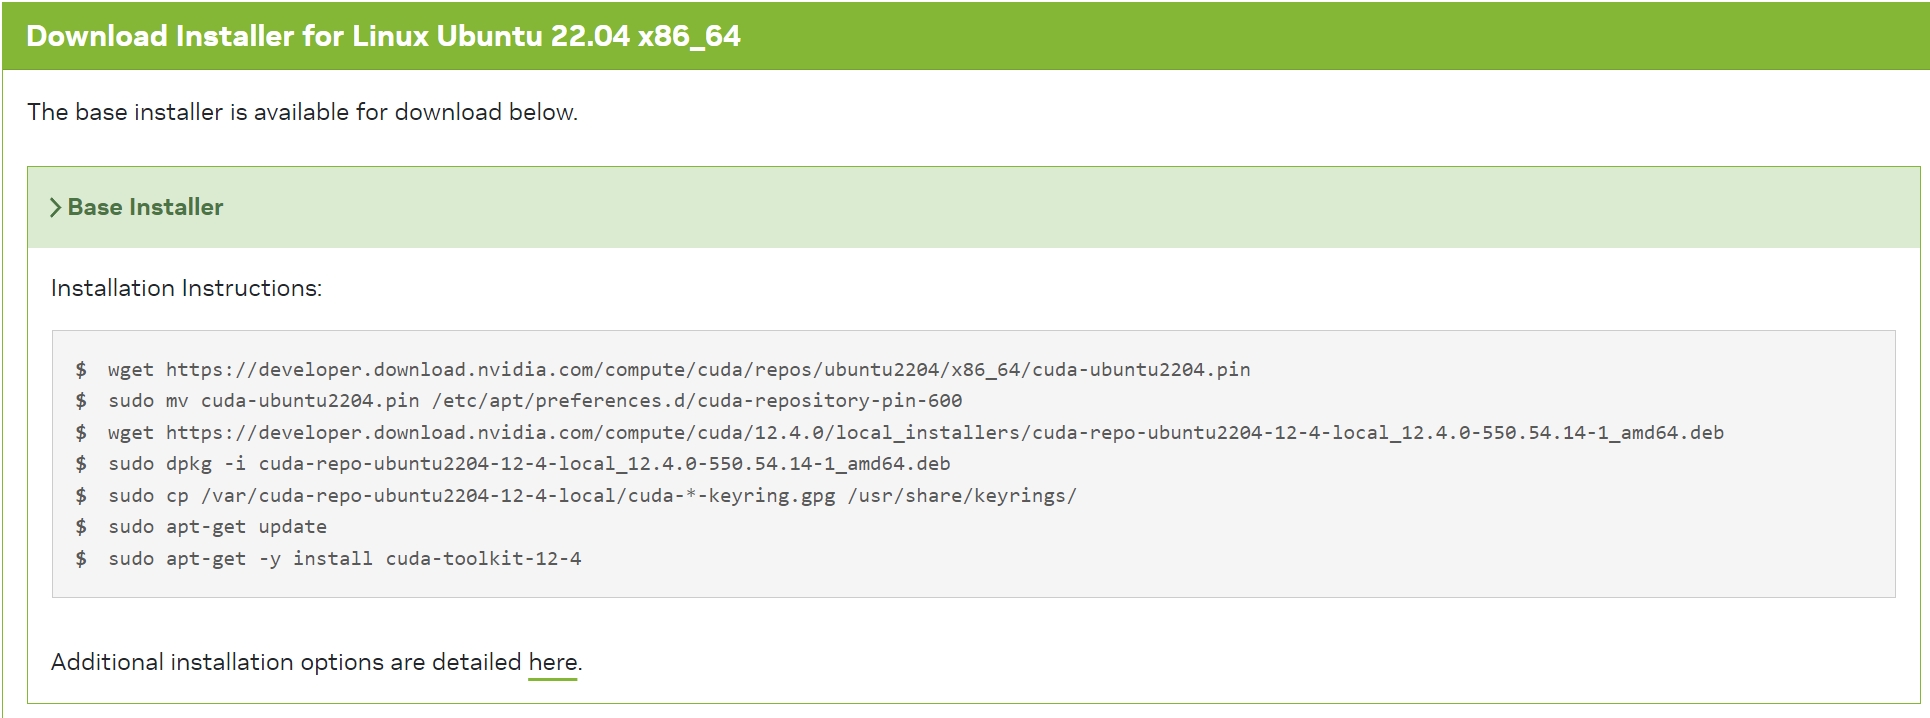 Download Installer for Linux Ubuntu 22.04 x86_64
The base installer is available for download below.
Base Installer
Installation Instructions:
$ wget https://developer.download.nvidia.com/compute/cuda/repos/ubuntu2204/x86_64/cuda-ubuntu2204.pin
$ sudo mv cuda-ubuntu2204.pin /etc/apt/preferences.d/cuda-repository-pin-600
$ wget https://developer.download.nvidia.com/compute/cuda/12.4.0/local_installers/cuda-repo-ubuntu2204-12-4-local_12.4.0-550.54.14-1_amd64.deb
$ sudo dpkg -i cuda-repo-ubuntu2204-12-4-local_12.4.0-550.54.14-1_amd64.deb
$ sudo cp /var/cuda-repo-ubuntu2204-12-4-local/cuda-*-keyring.gpg /usr/share/keyrings/
$ sudo apt-get update
$ sudo apt-get -y install cuda-toolkit-12-4
Additional installation options are detailed here.